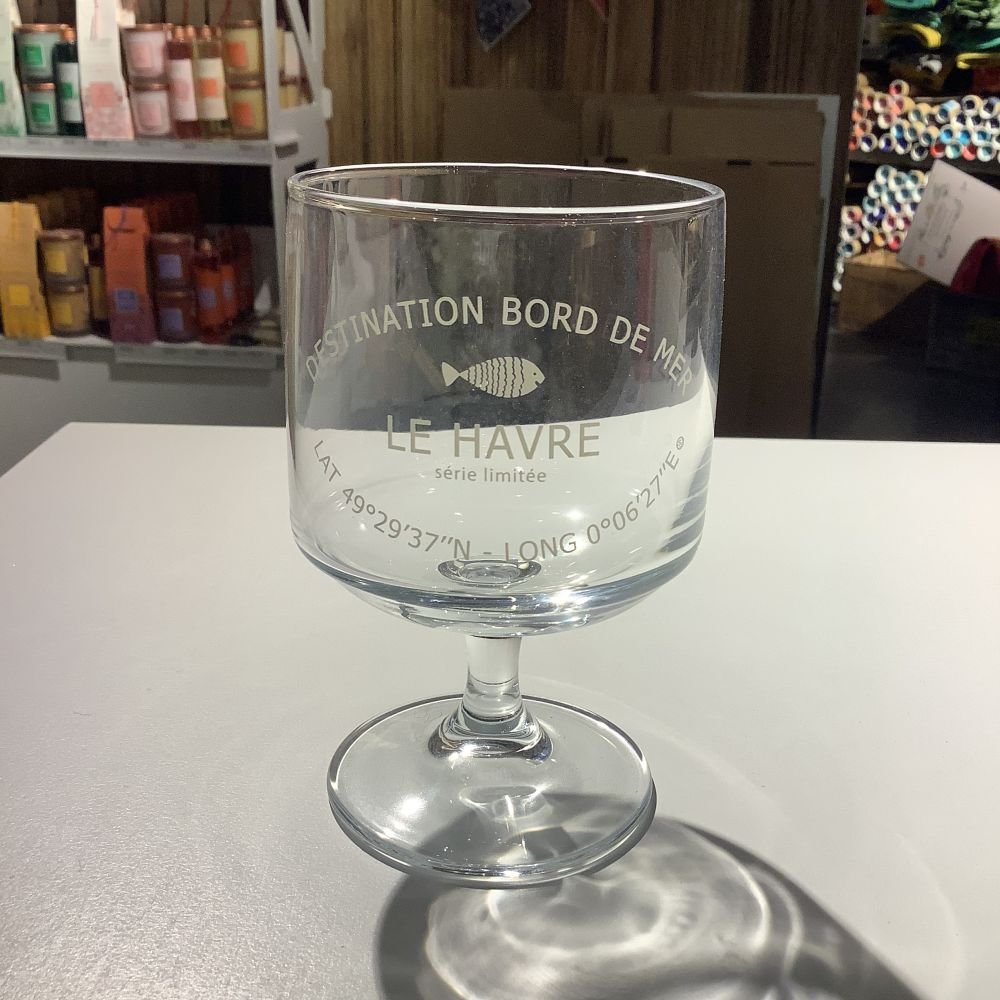 DESTINATION BORD DE MER
LE HAVRE
série limitée
LAT 49°29'37''N - LONG 0°06'27''E ®